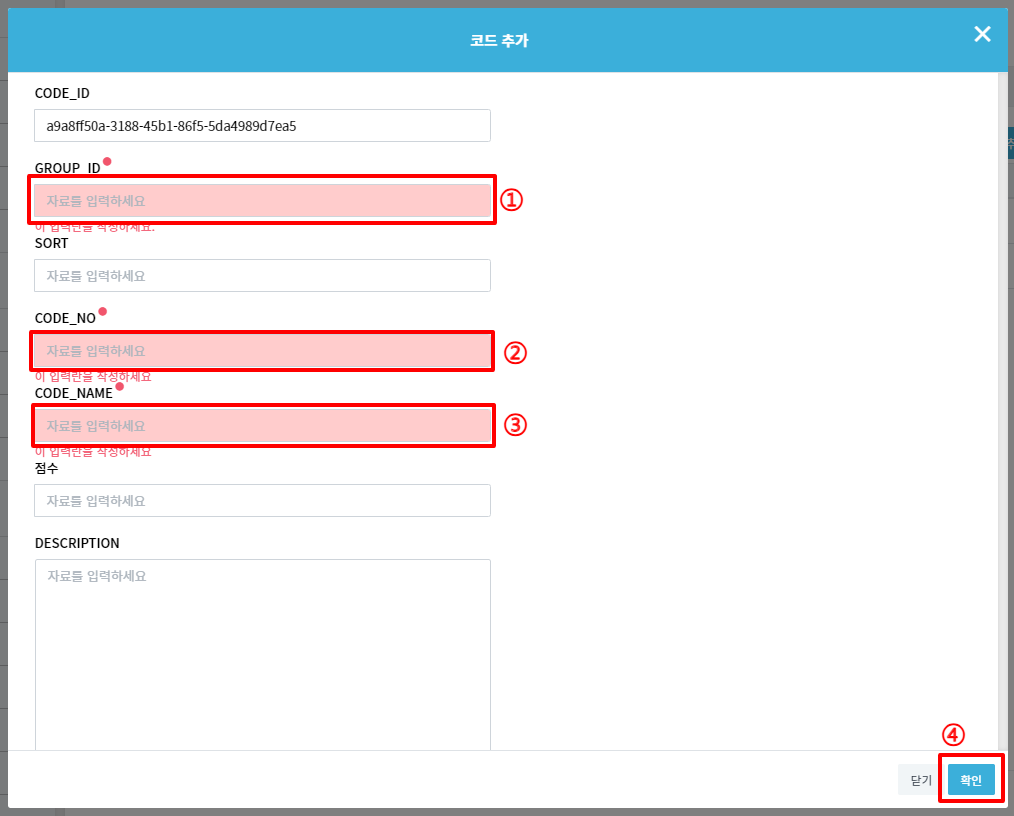 코드 추가
CODE_ID
a9a8ff50a-3188-45b1-86f5-5da4989d7ea5
GROUP_ID
자료를 입력하세요
①
이 입력란을 작성하세요.
SORT
자료를 입력하세요
CODE_NO
자료를 입력하세요
②
이 입력란을 작성하세요
CODE_NAME
자료를 입력하세요
③
이 입력란을 작성하세요
점수
자료를 입력하세요
DESCRIPTION
자료를 입력하세요
④
닫기
확인